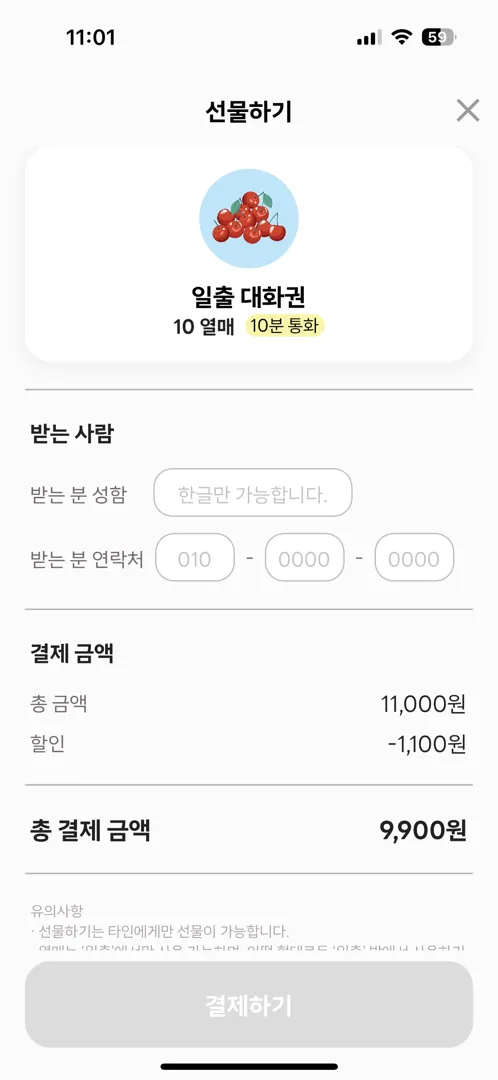 11:01
59
선물하기
일출 대화권
10 열매 10분 통화
받는 사람
받는 분 성함 한글만 가능합니다.
받는 분 연락처 010 - 0000 - 0000
결제 금액
총 금액 11,000원
할인 -1,100원
총 결제 금액 9,900원
유의사항
· 선물하기는 타인에게만 선물이 가능합니다.
결제하기